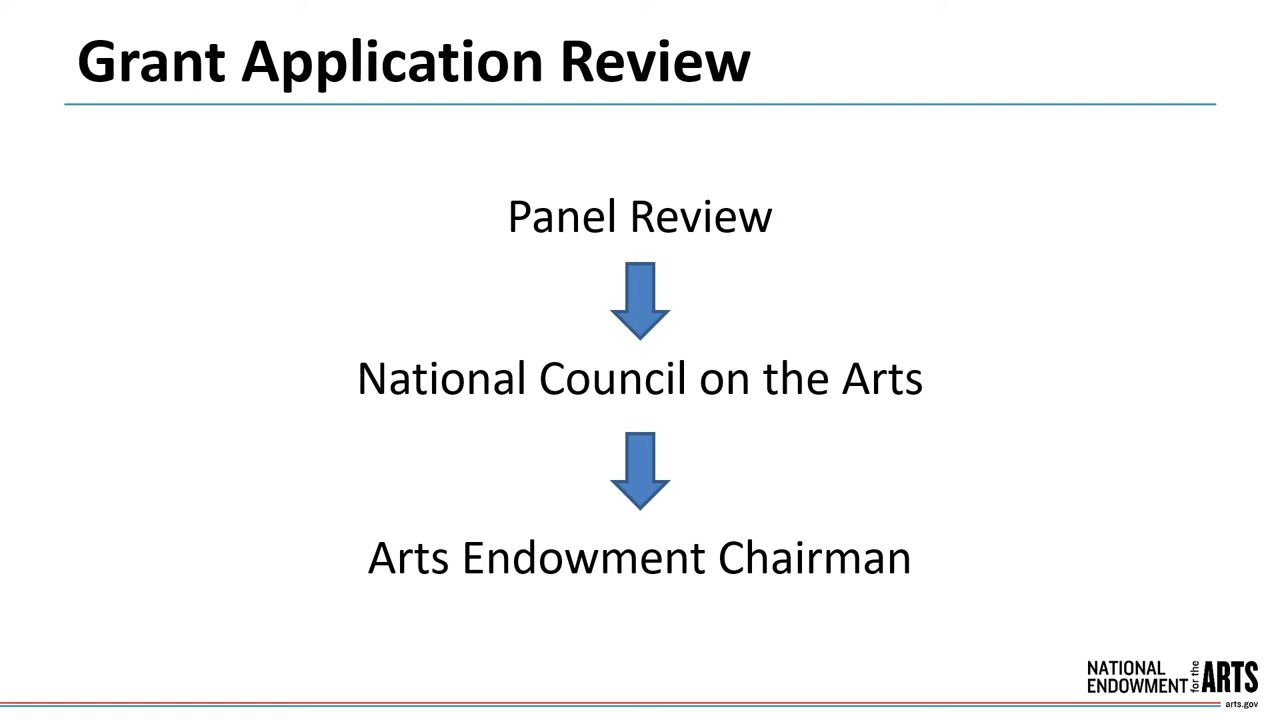 Grant Application Review
Panel Review
National Council on the Arts
Arts Endowment Chairman
NATIONAL
ENDOWMENT
for the
ARTS
arts.gov